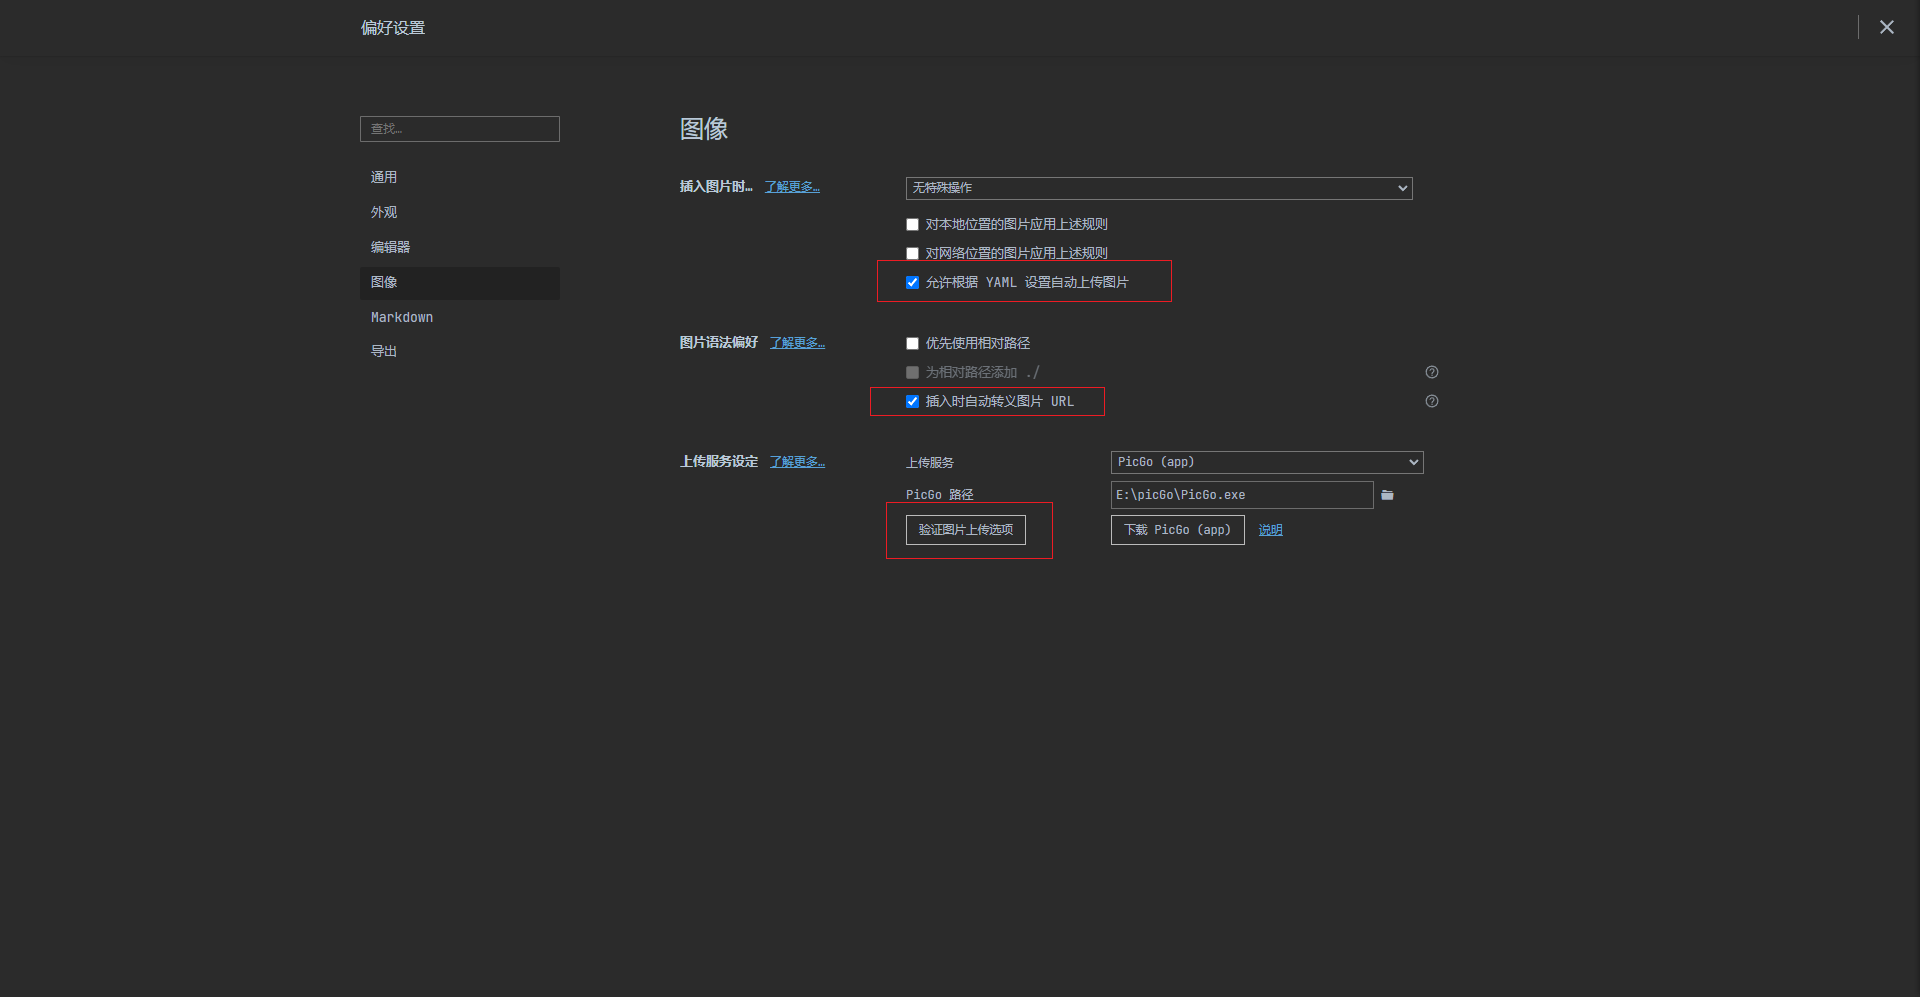 偏好设置
查找…
通用
外观
编辑器
图像
Markdown
导出
图像
插入图片时… 了解更多…
无特殊操作
对本地位置的图片应用上述规则
对网络位置的图片应用上述规则
允许根据 YAML 设置自动上传图片
图片语法偏好 了解更多…
优先使用相对路径
为相对路径添加 ./
插入时自动转义图片 URL
上传服务设定 了解更多…
上传服务 PicGo (app)
PicGo 路径 E:\picGo\PicGo.exe
验证图片上传选项 下载 PicGo (app) 说明